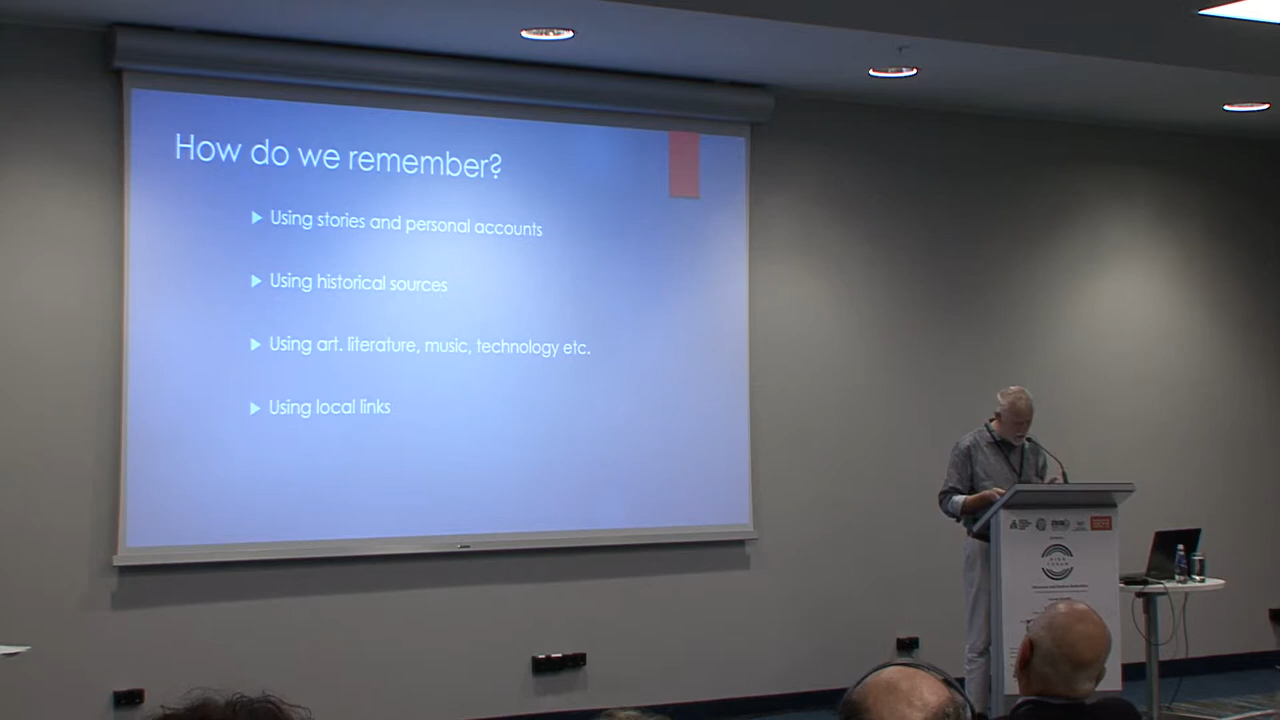 How do we remember?
Using stories and personal accounts
Using historical sources
Using art. literature, music, technology etc.
Using local links